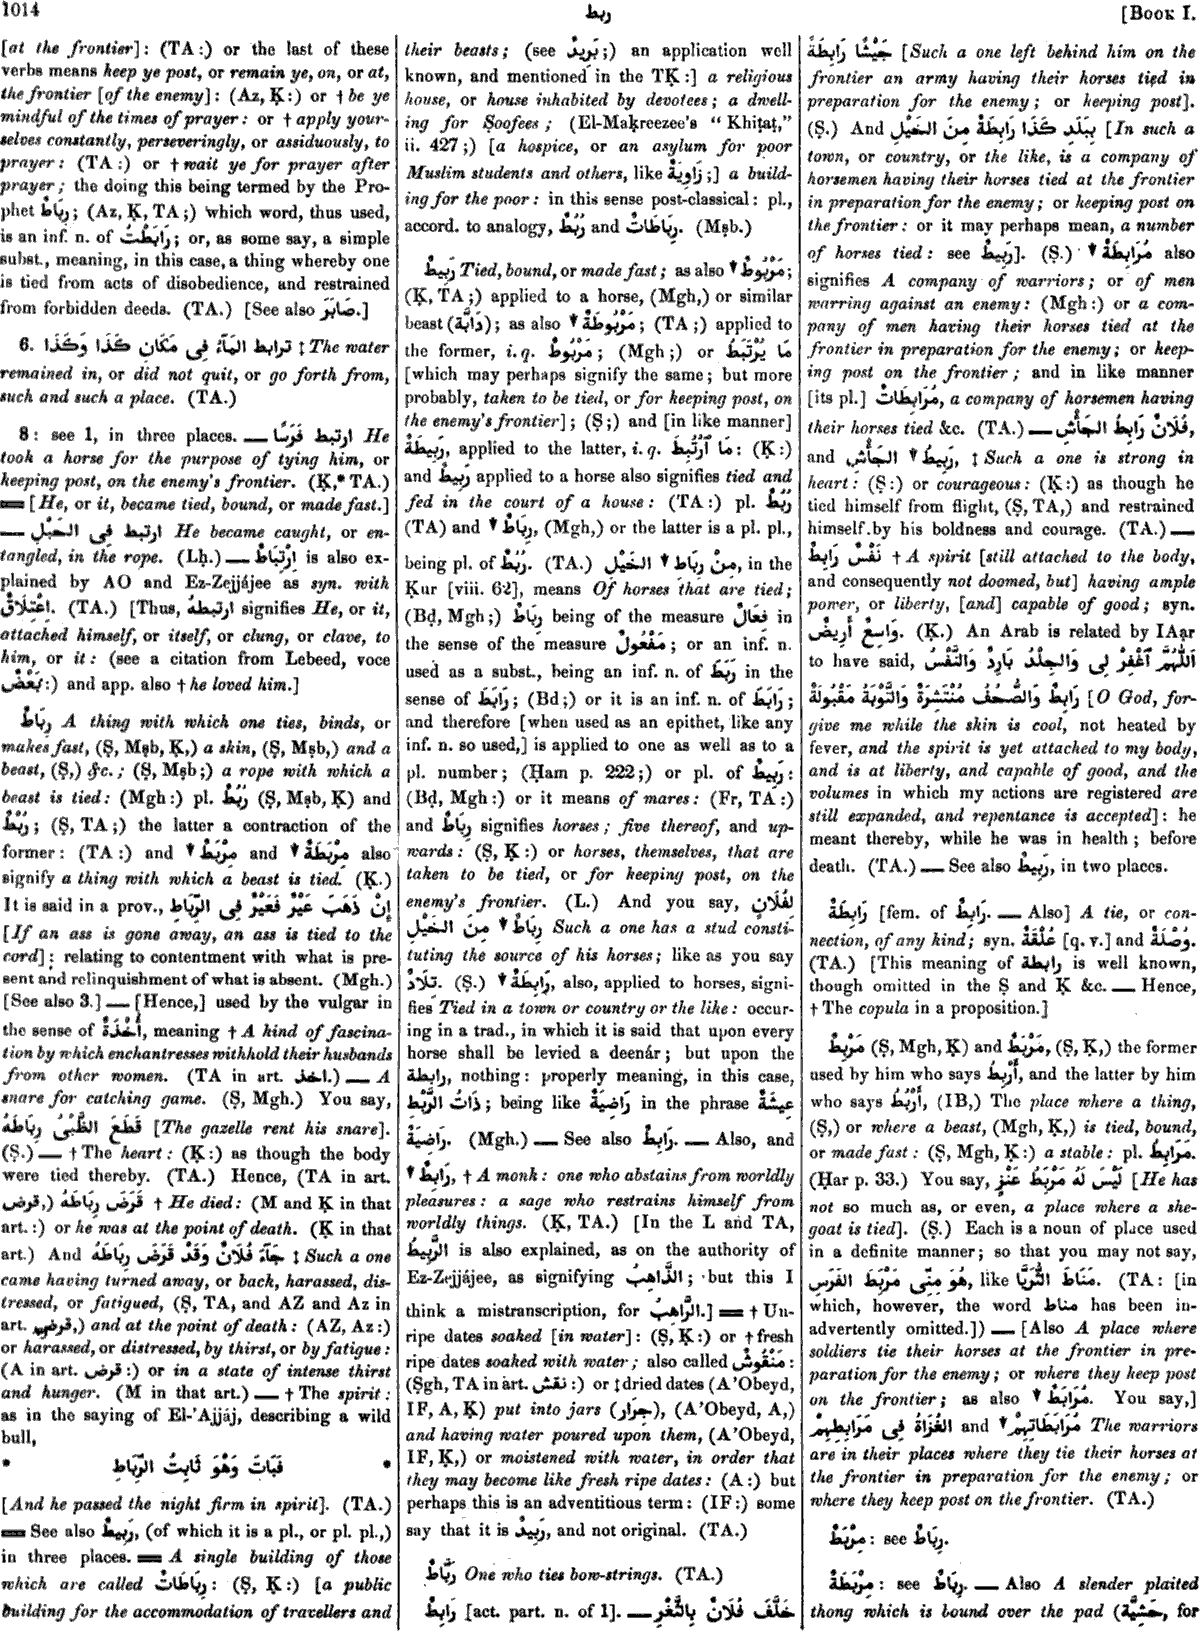 1014
ربط
[BOOK I.
[at the frontier]: (TA:) or the last of these
verbs means keep ye post, or remain ye, on, or at,
the frontier [of the enemy]: (Az, Ḳ:) or † be ye
mindful of the times of prayer: or † apply your-
selves constantly, perseveringly, or assiduously, to
prayer: (TA:) or † wait ye for prayer after
prayer; the doing this being termed by the Pro-
phet رِبَاطٌ; (Az, Ḳ, TA;) which word, thus used,
is an inf. n. of رَابَطْتُ; or, as some say, a simple
subst., meaning, in this case, a thing whereby one
is tied from acts of disobedience, and restrained
from forbidden deeds. (TA.) [See also صَابَرَ.]
6. ترابط المَآءُ فِى مَكَانِ كَذَا وَكَذَا ‡ The water
remained in, or did not quit, or go forth from,
such and such a place. (TA.)
8: see 1, in three places. — ارتبط فَرَسًا He
took a horse for the purpose of tying him, or
keeping post, on the enemy's frontier. (Ḳ,* TA.)
= [He, or it, became tied, bound, or made fast.]
— ارتبط فِى الحَبْلِ He became caught, or en-
tangled, in the rope. (Lḥ.) — اِرْتِبَاطٌ is also ex-
plained by AO and Ez-Zejjájee as syn. with
اعْتِلَاقٌ. (TA.) [Thus, ارتبطهُ signifies He, or it,
attached himself, or itself, or clung, or clave, to
him, or it: (see a citation from Lebeed, voce
بَعْضٌ:) and app. also † he loved him.]
رِبَاطٌ A thing with which one ties, binds, or
makes fast, (Ṣ, Mṣb, Ḳ,) a skin, (Ṣ, Mṣb,) and a
beast, (Ṣ,) &c.; (Ṣ, Mṣb;) a rope with which a
beast is tied: (Mgh:) pl. رُبُطٌ (Ṣ, Mṣb, Ḳ) and
رُبْطٌ; (Ṣ, TA;) the latter a contraction of the
former: (TA:) and ▾ مِرْبَطٌ and ▾ مِرْبَطَةٌ also
signify a thing with which a beast is tied. (Ḳ.)
It is said in a prov., إِنْ ذَهَبَ عَيْرٌ فَعَيْرٌ فِى الرِّبَاطِ
[If an ass is gone away, an ass is tied to the
cord]; relating to contentment with what is pre-
sent and relinquishment of what is absent. (Mgh.)
[See also 3.] — [Hence,] used by the vulgar in
the sense of أُخْذَةٌ, meaning † A kind of fascina-
tion by which enchantresses withhold their husbands
from other women. (TA in art. اخذ.) — A
snare for catching game. (Ṣ, Mgh.) You say,
قَطَعَ الظَّبْىُ رِبَاطَهُ [The gazelle rent his snare].
(Ṣ.) — † The heart: (Ḳ:) as though the body
were tied thereby. (TA.) Hence, (TA in art.
قرض,) قَرَضَ رِبَاطَهُ † He died: (M and Ḳ in that
art.:) or he was at the point of death. (Ḳ in that
art.) And جَآءَ فُلَانٌ وَقَدْ قَرَضَ رِبَاطَهُ ‡ Such a one
came having turned away, or back, harassed, dis-
tressed, or fatigued, (Ṣ, TA, and AZ and Az in
art. قرض,) and at the point of death: (AZ, Az:)
or harassed, or distressed, by thirst, or by fatigue:
(A in art. قرض:) or in a state of intense thirst
and hunger. (M in that art.) — † The spirit:
as in the saying of El-'Ajjáj, describing a wild
bull,
* فَبَاتَ وَهْوَ ثَابِتُ الرِّبَاطِ *
[And he passed the night firm in spirit]. (TA.)
= See also رَبِيطٌ, (of which it is a pl., or pl. pl.,)
in three places. = A single building of those
which are called رِبَاطَاتٌ: (Ṣ, Ḳ:) [a public
building for the accommodation of travellers and
their beasts; (see بَرِيدٌ;) an application well
known, and mentioned in the TḲ:] a religious
house, or house inhabited by devotees; a dwell-
ing for Ṣoofees; (El-Maḳreezee's "Khiṭaṭ,"
ii. 427;) [a hospice, or an asylum for poor
Muslim students and others, like زَاوِيَةٌ;] a build-
ing for the poor: in this sense post-classical: pl.,
accord. to analogy, رُبُطٌ and رِبَاطَاتٌ. (Mṣb.)
رَبِيطٌ Tied, bound, or made fast; as also ▾ مَرْبُوطٌ;
(Ḳ, TA;) applied to a horse, (Mgh,) or similar
beast (دَابَّة); as also ▾ مَرْبُوطَةٌ; (TA;) applied to
the former, i. q. مَرْبُوطٌ; (Mgh;) or مَا يُرْتَبَطُ
[which may perhaps signify the same; but more
probably, taken to be tied, or for keeping post, on
the enemy's frontier]; (Ṣ;) and [in like manner]
رَبِيطَةٌ, applied to the latter, i. q. مَا ٱرْتُبِطَ: (Ḳ:)
and رَبِيطٌ applied to a horse also signifies tied and
fed in the court of a house: (TA:) pl. رُبُطٌ
(TA) and ▾ رِبَاطٌ, (Mgh,) or the latter is a pl. pl.,
being pl. of رُبُطٌ. (TA.) مِنْ رِبَاطِ ▾ الخَيْلِ, in the
Ḳur [viii. 62], means Of horses that are tied;
(Bḍ, Mgh;) رِبَاطٌ being of the measure فِعَالٌ in
the sense of the measure مَفْعُولٌ; or an inf. n.
used as a subst., being an inf. n. of رَبَطَ in the
sense of رَابَطَ; (Bḍ;) or it is an inf. n. of رَابَطَ;
and therefore [when used as an epithet, like any
inf. n. so used,] is applied to one as well as to a
pl. number; (Ḥam p. 222;) or pl. of رَبِيطٌ:
(Bḍ, Mgh:) or it means of mares: (Fr, TA:)
and رِبَاطٌ signifies horses; five thereof, and up-
wards: (Ṣ, Ḳ:) or horses, themselves, that are
taken to be tied, or for keeping post, on the
enemy's frontier. (L.) And you say, لِفُلَانٍ
رِبَاطٌ ▾ مِنَ الخَيْلِ Such a one has a stud consti-
tuting the source of his horses; like as you say
تِلَادٌ. (Ṣ.) ▾ رَابِطَةٌ, also, applied to horses, signi-
fies Tied in a town or country or the like: occur-
ing in a trad., in which it is said that upon every
horse shall be levied a deenár; but upon the
رابطة, nothing: properly meaning, in this case,
ذَاتُ الرَّبْطِ; being like رَاضِيَةٌ in the phrase عِيشَةٌ
رَاضِيَةٌ. (Mgh.) — See also رَابِطٌ. — Also, and
▾ رَابِطٌ, † A monk: one who abstains from worldly
pleasures: a sage who restrains himself from
worldly things. (Ḳ, TA.) [In the L and TA,
الرَّبِيطُ is also explained, as on the authority of
Ez-Zejjájee, as signifying الذَّاهِبُ; but this I
think a mistranscription, for الرَّاهِبُ.] = † Un-
ripe dates soaked [in water]: (Ṣ, Ḳ:) or † fresh
ripe dates soaked with water; also called مَنْقُوشٌ:
(Ṣgh, TA in art. نقش:) or ‡ dried dates (A'Obeyd,
IF, A, Ḳ) put into jars (جِرَار), (A'Obeyd, A,)
and having water poured upon them, (A'Obeyd,
IF, Ḳ,) or moistened with water, in order that
they may become like fresh ripe dates: (A:) but
perhaps this is an adventitious term: (IF:) some
say that it is رَبِيدٌ, and not original. (TA.)
رَبَّاطٌ One who ties bow-strings. (TA.)
رَابِطٌ [act. part. n. of 1]. — خَلَّفَ فُلَانٌ بِالثَّغْرِ
جَيْشًا رَابِطَةً [Such a one left behind him on the
frontier an army having their horses tied in
preparation for the enemy; or keeping post].
(Ṣ.) And بِبَلَدِ كَذَا رَابِطَةٌ مِنَ الخَيْلِ [In such a
town, or country, or the like, is a company of
horsemen having their horses tied at the frontier
in preparation for the enemy; or keeping post on
the frontier: or it may perhaps mean, a number
of horses tied: see رَبِيطٌ]. (Ṣ.) ▾ مُرَابِطَةٌ also
signifies A company of warriors; or of men
warring against an enemy: (Mgh:) or a com-
pany of men having their horses tied at the
frontier in preparation for the enemy; or keep-
ing post on the frontier; and in like manner
[its pl.] مُرَابِطَاتٌ, a company of horsemen having
their horses tied &c. (TA.) — فُلَانٌ رَابِطُ الجَأْشِ,
and ▾ رَبِيطُ الجَأْشِ, ‡ Such a one is strong in
heart: (Ṣ:) or courageous: (Ḳ:) as though he
tied himself from flight, (Ṣ, TA,) and restrained
himself by his boldness and courage. (TA.) —
نَفْسٌ رَابِطٌ † A spirit [still attached to the body,
and consequently not doomed, but] having ample
power, or liberty, [and] capable of good; syn.
وَاسِعٌ أَرِيضٌ. (Ḳ.) An Arab is related by IAạr
to have said, اَللّٰهُمَّ ٱغْفِرْ لِى وَالجِلْدُ بَارِدٌ وَالنَّفْسُ
رَابِطٌ وَالصُّحُفُ مُنْتَشِرَةٌ وَالتَّوْبَةُ مَقْبُولَةٌ [O God, for-
give me while the skin is cool, not heated by
fever, and the spirit is yet attached to my body,
and is at liberty, and capable of good, and the
volumes in which my actions are registered are
still expanded, and repentance is accepted]: he
meant thereby, while he was in health; before
death. (TA.) — See also رَبِيطٌ, in two places.
رَابِطَةٌ [fem. of رَابِطٌ. — Also] A tie, or con-
nection, of any kind; syn. عُلْقَةٌ [q. v.] and وُصْلَةٌ.
(TA.) [This meaning of رابطة is well known,
though omitted in the Ṣ and Ḳ &c. — Hence,
† The copula in a proposition.]
مَرْبِطٌ (Ṣ, Mgh, Ḳ) and مَرْبَطٌ, (Ṣ, Ḳ,) the former
used by him who says أَرْبِطُ, and the latter by him
who says أَرْبُطُ, (IB,) The place where a thing,
(Ṣ,) or where a beast, (Mgh, Ḳ,) is tied, bound,
or made fast: (Ṣ, Mgh, Ḳ:) a stable: pl. مَرَابِطُ.
(Ḥar p. 33.) You say, لَيْسَ لَهُ مَرْبِطُ عَنْزٍ [He has
not so much as, or even, a place where a she-
goat is tied]. (Ṣ.) Each is a noun of place used
in a definite manner; so that you may not say,
هُوَ مِنِّى مَرْبَطَ الفَرَسِ, like مَنَاطَ الثُّرَيَّا. (TA: [in
which, however, the word مناط has been in-
advertently omitted.]) — [Also A place where
soldiers tie their horses at the frontier in pre-
paration for the enemy; or where they keep post
on the frontier; as also ▾ مُرَابَطٌ. You say,]
الغُزَاةُ فِى مَرَابِطِهِمْ and ▾ مُرَابَطَاتِهِمْ The warriors
are in their places where they tie their horses at
the frontier in preparation for the enemy; or
where they keep post on the frontier. (TA.)
مِرْبَطٌ: see رِبَاطٌ.
مِرْبَطَةٌ: see رِبَاطٌ. — Also A slender plaited
thong which is bound over the pad (حَشِيَّة, for